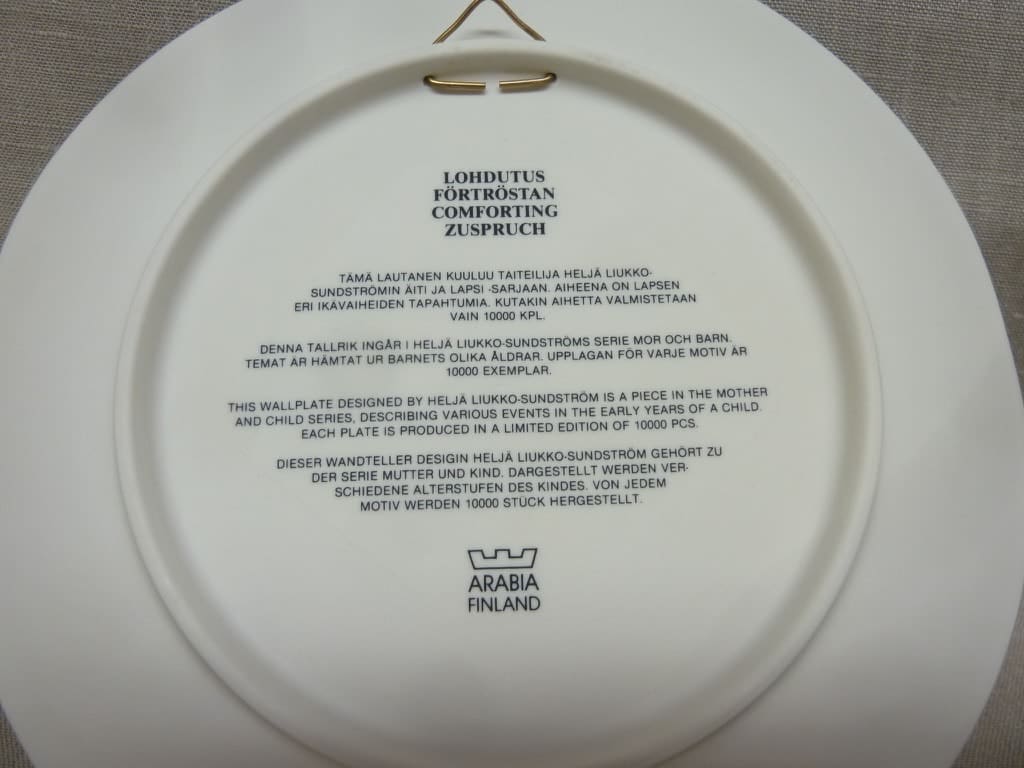 LOHDUTUS
FÖRTRÖSTAN
COMFORTING
ZUSPRUCH
TÄMÄ LAUTANEN KUULUU TAITEILIJA HELJÄ LIUKKO-
SUNDSTRÖMIN ÄITI JA LAPSI -SARJAAN. AIHEENA ON LAPSEN
ERI IKÄVAIHEIDEN TAPAHTUMIA. KUTAKIN AIHETTA VALMISTETAAN
VAIN 10000 KPL.
DENNA TALLRIK INGÅR I HELJÄ LIUKKO-SUNDSTRÖMS SERIE MOR OCH BARN.
TEMAT ÄR HÄMTAT UR BARNETS OLIKA ÅLDRAR. UPPLAGAN FÖR VARJE MOTIV ÄR
10000 EXEMPLAR.
THIS WALLPLATE DESIGNED BY HELJÄ LIUKKO-SUNDSTRÖM IS A PIECE IN THE MOTHER
AND CHILD SERIES, DESCRIBING VARIOUS EVENTS IN THE EARLY YEARS OF A CHILD.
EACH PLATE IS PRODUCED IN A LIMITED EDITION OF 10000 PCS.
DIESER WANDTELLER DESIGIN HELJÄ LIUKKO-SUNDSTRÖM GEHÖRT ZU
DER SERIE MUTTER UND KIND. DARGESTELLT WERDEN VER-
SCHIEDENE ALTERSTUFEN DES KINDES. VON JEDEM
MOTIV WERDEN 10000 STÜCK HERGESTELLT.
ARABIA
FINLAND